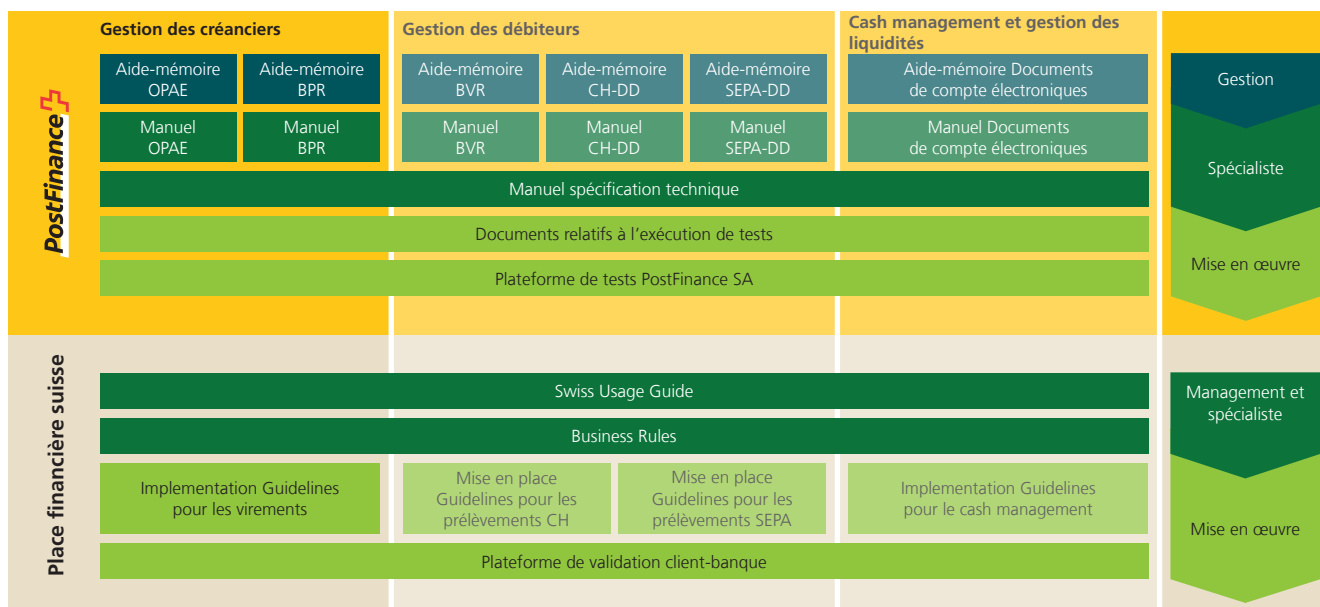 Gestion des créanciers
Gestion des débiteurs
Cash management et gestion des
liquidités
PostFinance
Aide-mémoire
OPAE
Aide-mémoire
BPR
Aide-mémoire
BVR
Aide-mémoire
CH-DD
Aide-mémoire
SEPA-DD
Aide-mémoire Documents
de compte électroniques
Gestion
Manuel
OPAE
Manuel
BPR
Manuel
BVR
Manuel
CH-DD
Manuel
SEPA-DD
Manuel Documents
de compte électroniques
Spécialiste
Manuel spécification technique
Documents relatifs à l'exécution de tests
Plateforme de tests PostFinance SA
Mise en œuvre
Place financière suisse
Swiss Usage Guide
Business Rules
Management et
spécialiste
Implementation Guidelines
pour les virements
Mise en place
Guidelines pour les
prélèvements CH
Mise en place
Guidelines pour les
prélèvements SEPA
Implementation Guidelines
pour le cash management
Mise en œuvre
Plateforme de validation client-banque